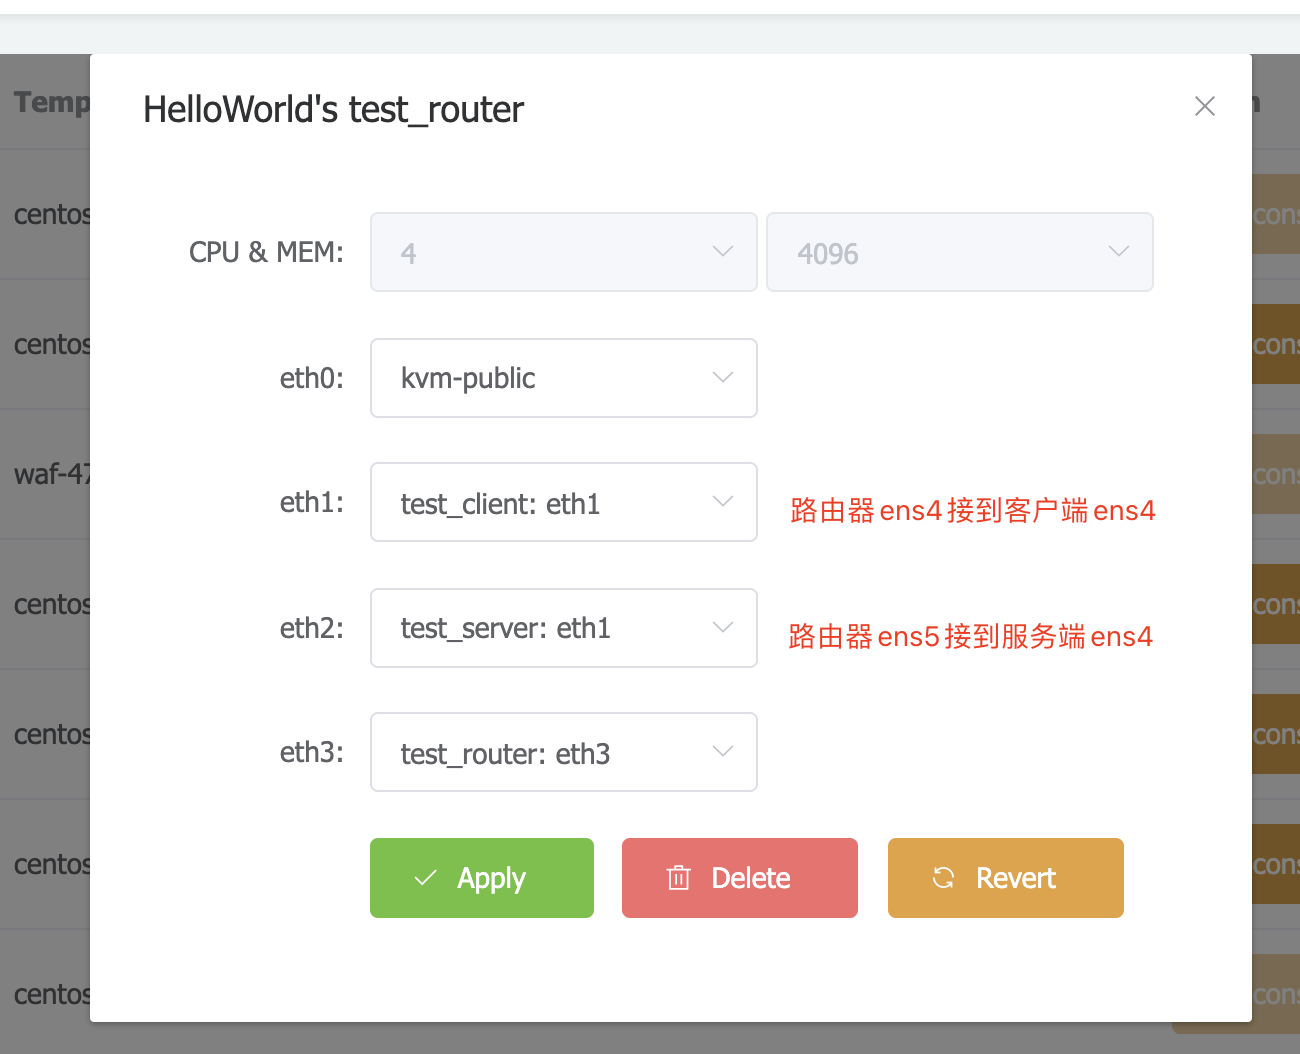 HelloWorld's test_router
Temp
centos
centos
waf-47
centos
centos
centos
centos
CPU & MEM:
4
4096
eth0:
kvm-public
eth1:
test_client: eth1
路由器ens4接到客户端ens4
eth2:
test_server: eth1
路由器ens5接到服务端ens4
eth3:
test_router: eth3
Apply
Delete
Revert
cons
cons
cons
cons
cons
cons
cons